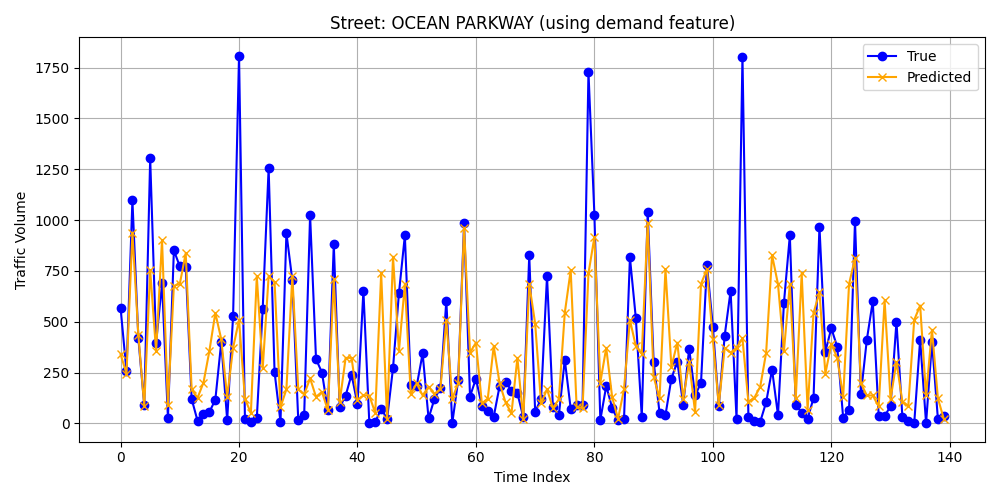 Street: OCEAN PARKWAY (using demand feature)
True
Predicted
Traffic Volume
1750
1500
1250
1000
750
500
250
0
0 20 40 60 80 100 120 140
Time Index